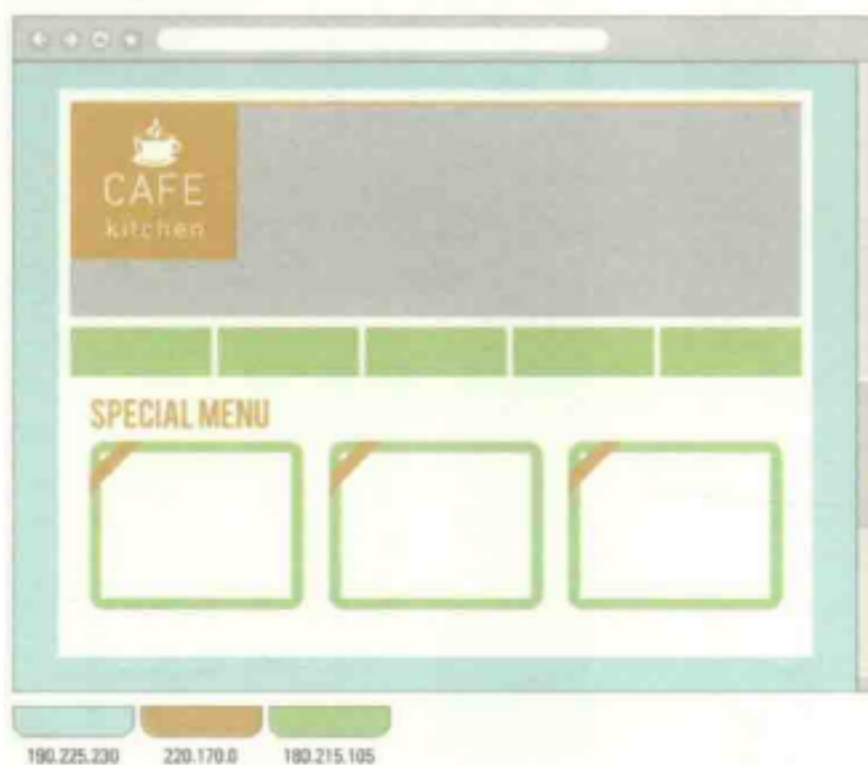 CAFE
kitchen
SPECIAL MENU
190.225.230
220.170.0
180.215.105